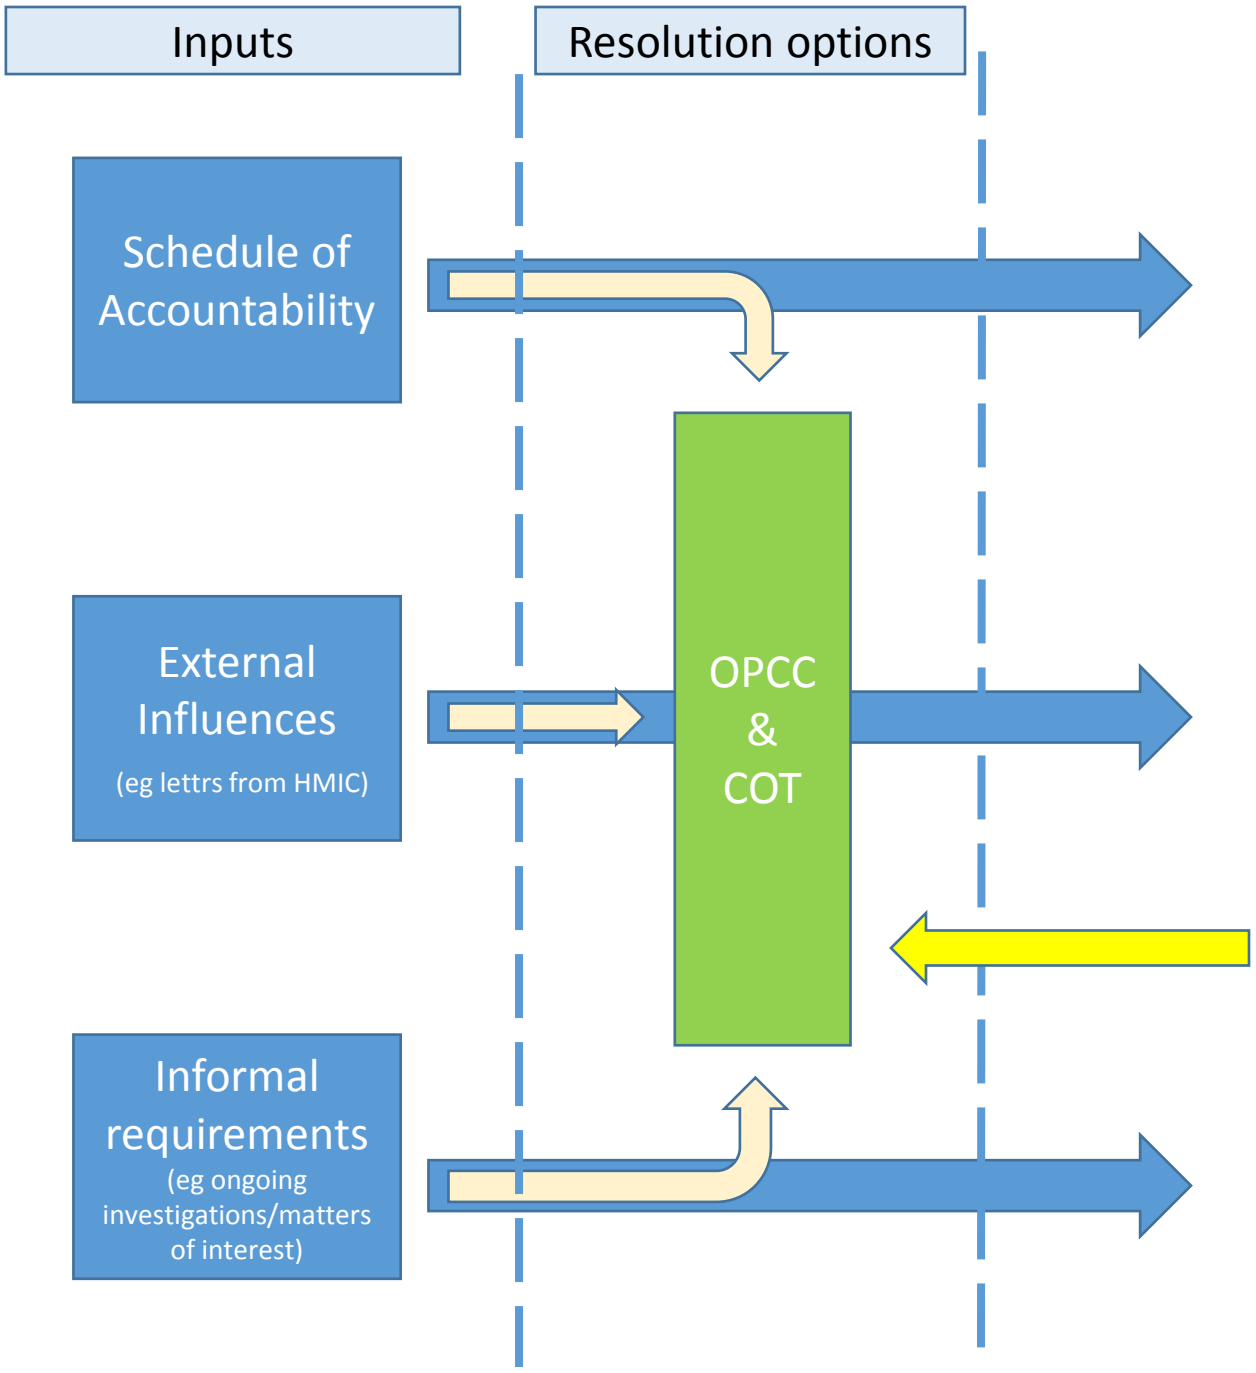 Inputs
Resolution options
Schedule of
Accountability
External
Influences
(eg lettrs from HMIC)
OPCC
&
COT
Informal
requirements
(eg ongoing
investigations/matters
of interest)